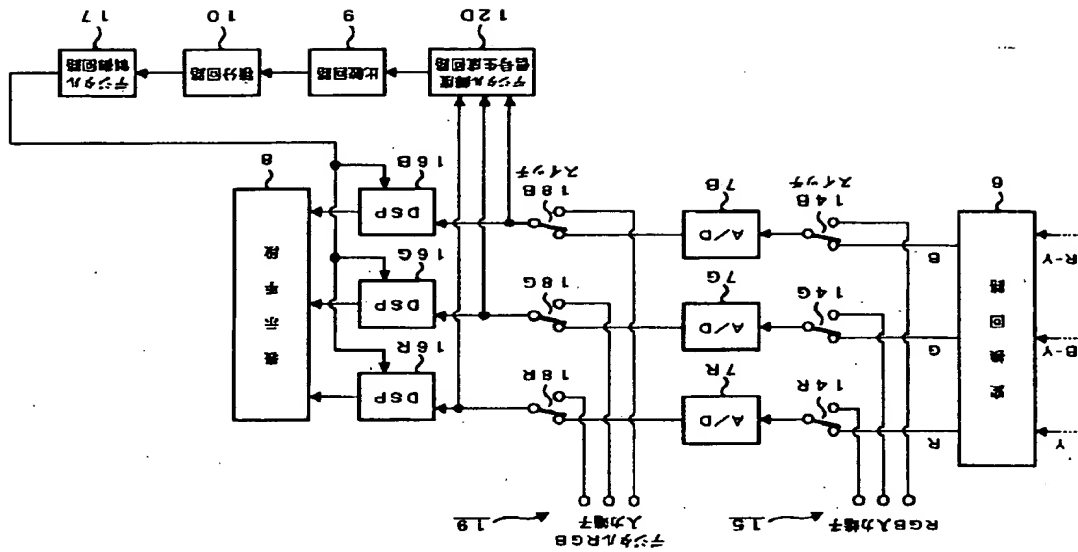 RGB入力端子
15
デジタルRGB
入力端子
19
Y
B-Y
R-Y
変換回路
6
R
G
B
14R
14G
14B
スイッチ
A/D
7R
A/D
7G
A/D
7B
18R
18G
18B
スイッチ
DSP
16R
DSP
16G
DSP
16B
表示手段
8
デジタル輝度
信号生成回路
12D
比較回路
9
積分回路
10
デジタル
制御回路
17